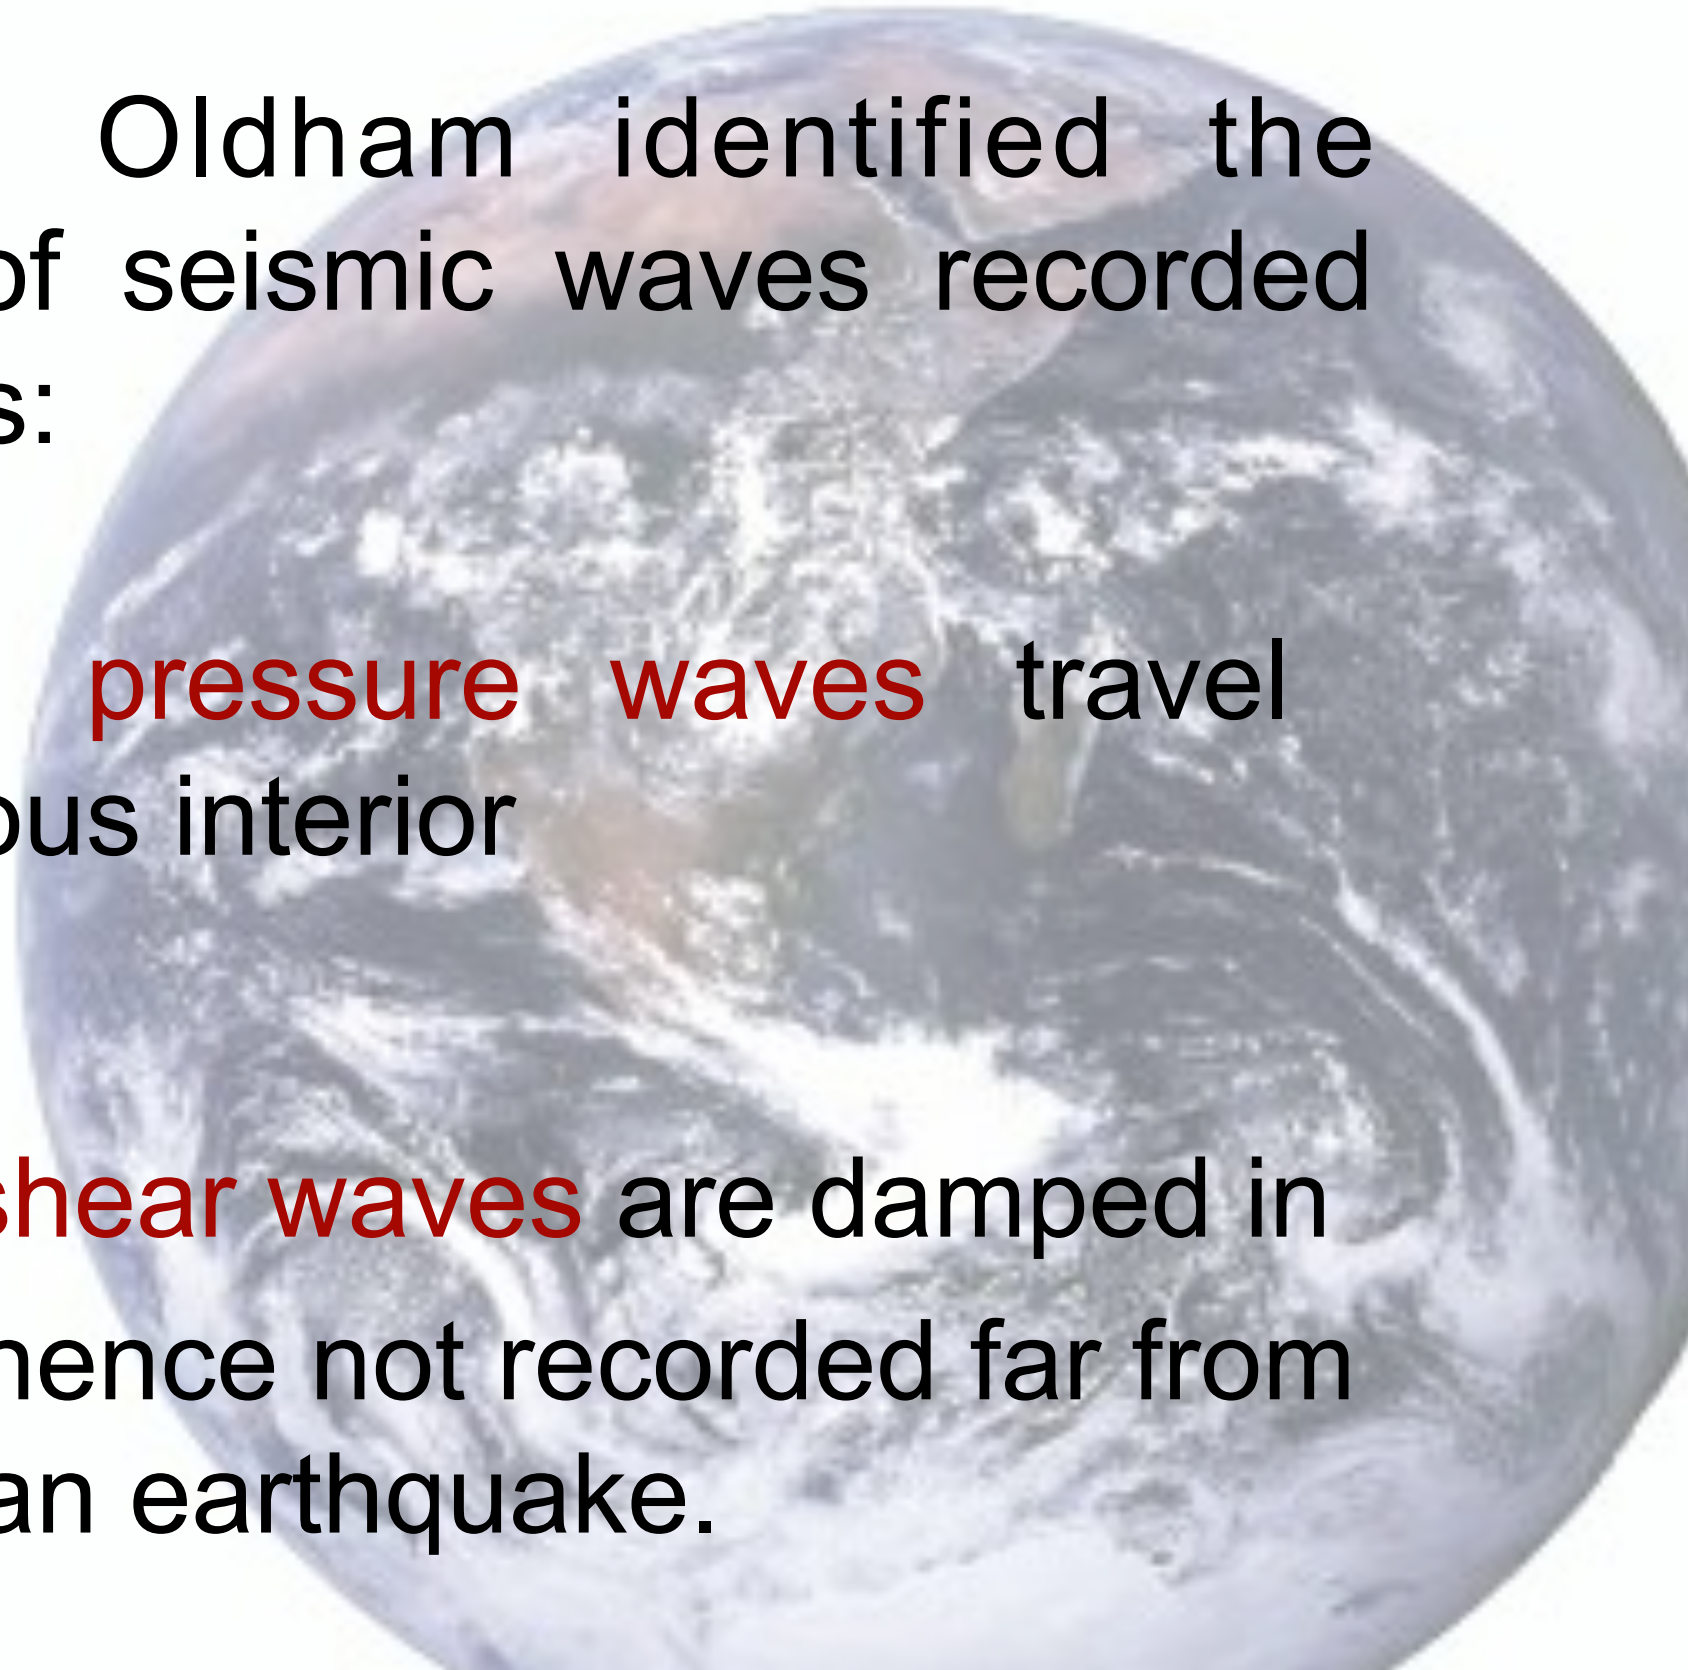 Oldham identified the
of seismic waves recorded
s:
pressure waves travel
ous interior
shear waves are damped in
hence not recorded far from
an earthquake.